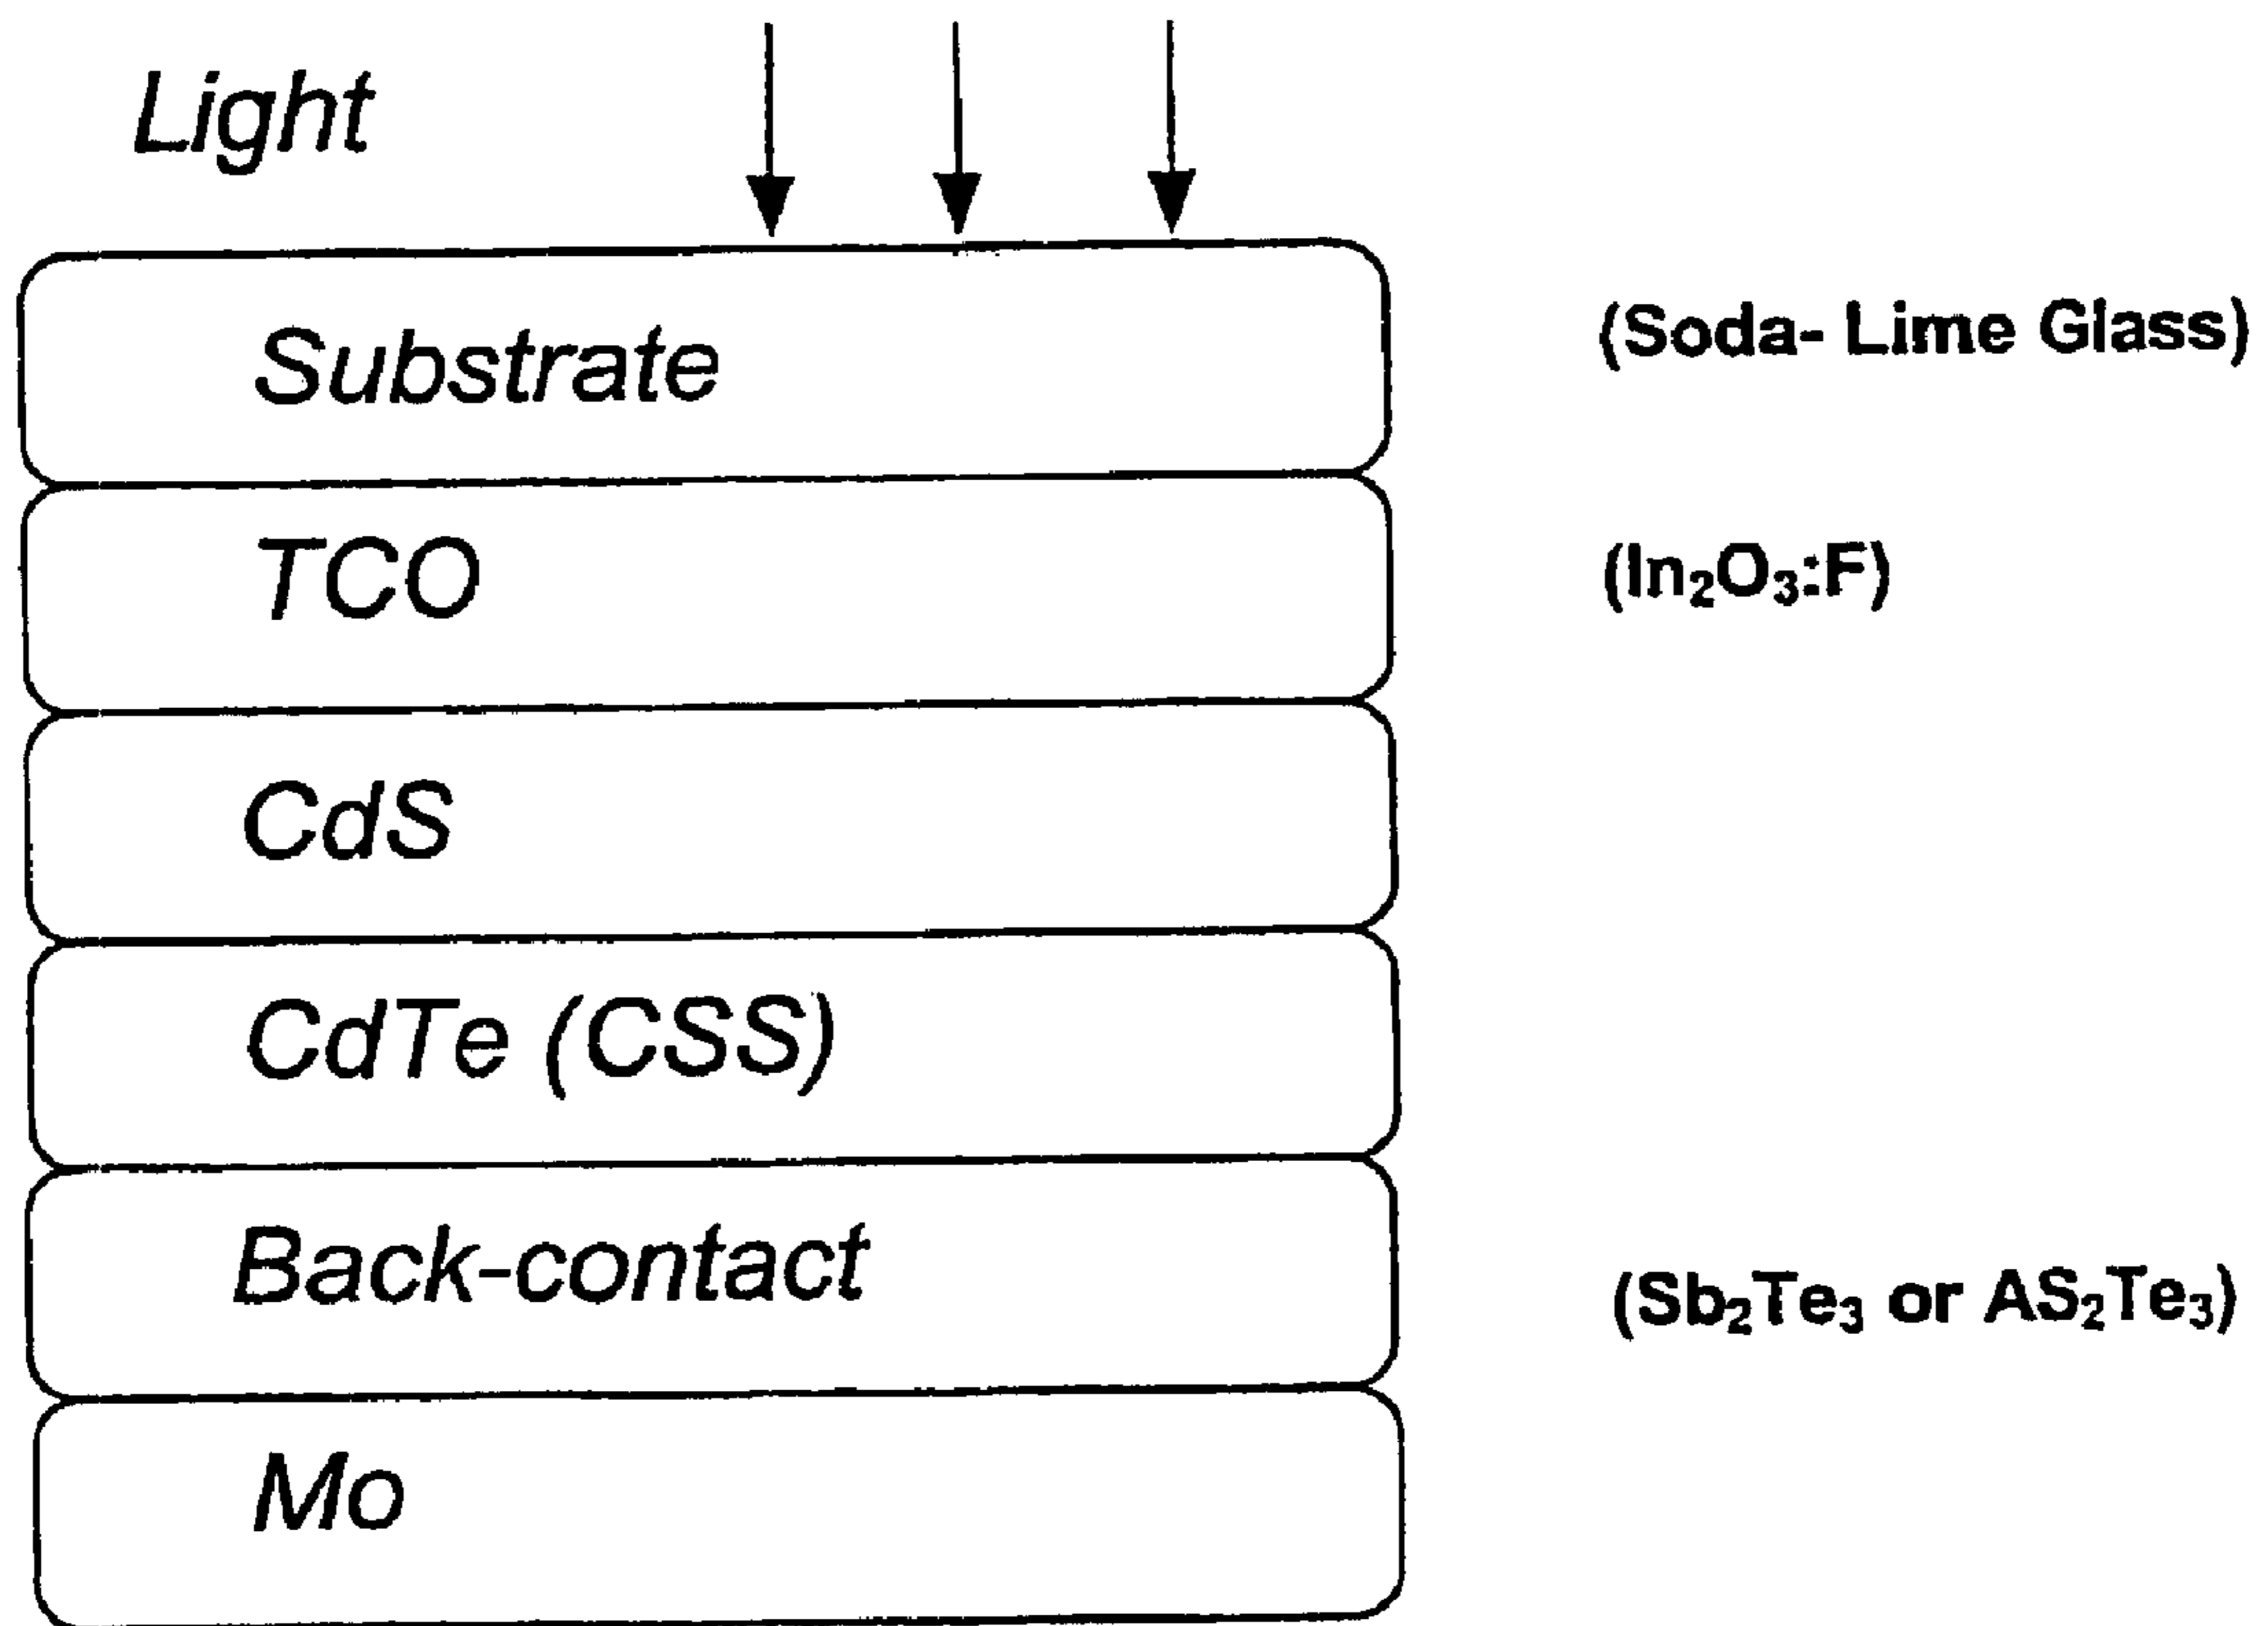 Light
Substrate (Soda- Lime Glass)
TCO (In₂O₃:F)
CdS
CdTe (CSS)
Back-contact (Sb₂Te₃ or AS₂Te₃)
Mo